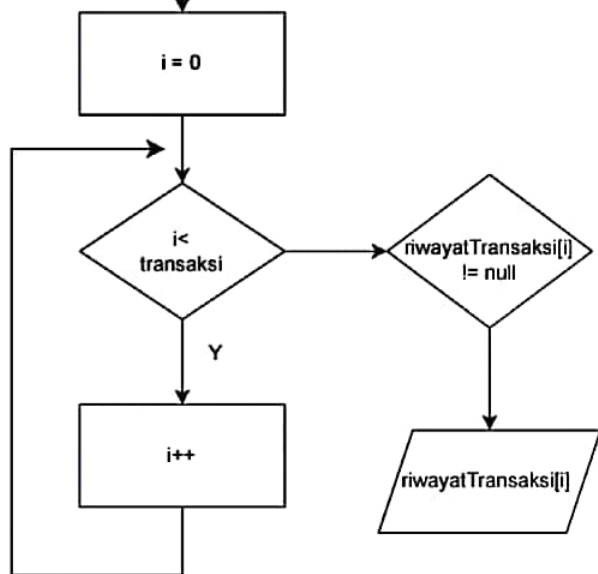 i = 0
i<
transaksi
riwayatTransaksi[i]
!= null
Y
i++
riwayatTransaksi[i]